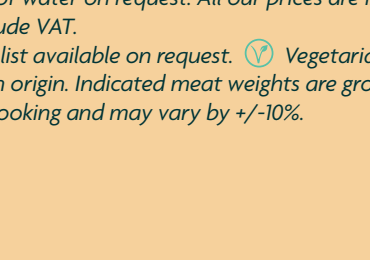 of water on request. All our prices are
ude VAT.
list available on request. Vegetaria
n origin. Indicated meat weights are gro
ooking and may vary by +/-10%.